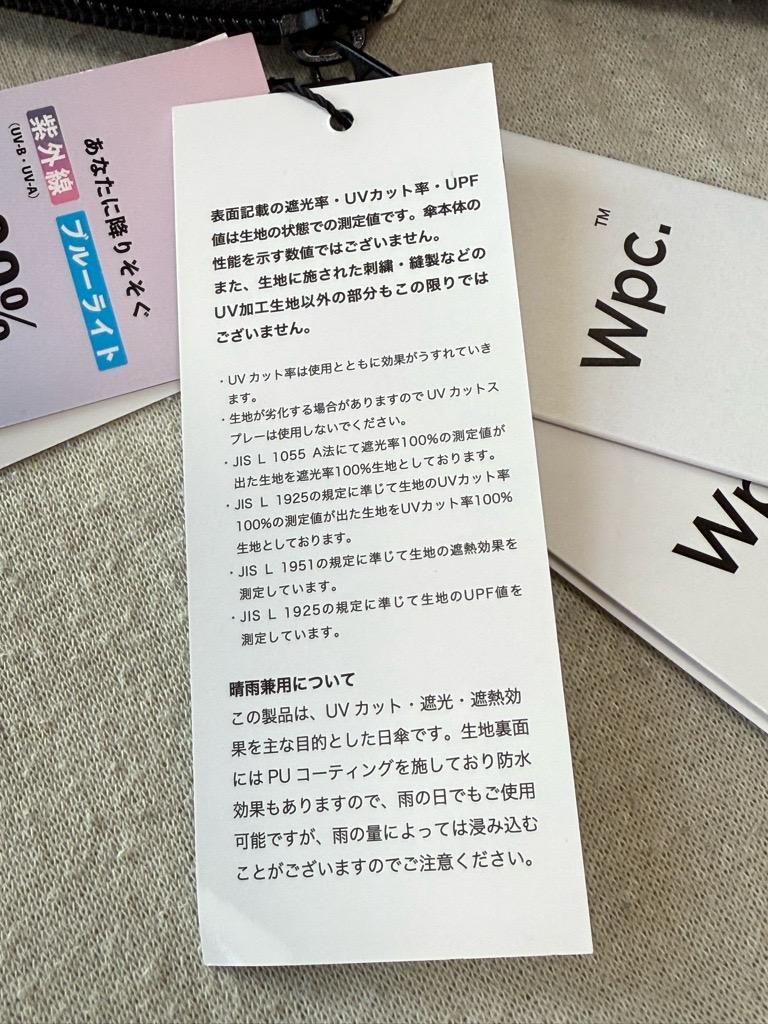 表面記載の遮光率・UVカット率・UPF
値は生地の状態での測定値です。傘本体の
性能を示す数値ではございません。
また、生地に施された刺繍・縫製などの
UV加工生地以外の部分もこの限りでは
ございません。
・UVカット率は使用とともに効果がうすれていき
ます。
・生地が劣化する場合がありますのでUVカットス
プレーは使用しないでください。
・JIS L 1055 A法にて遮光率100%の測定値が
出た生地を遮光率100%生地としております。
・JIS L 1925の規定に準じて生地のUVカット率
100%の測定値が出た生地をUVカット率100%
生地としております。
・JIS L 1951の規定に準じて生地の遮熱効果を
測定しています。
・JIS L 1925の規定に準じて生地のUPF値を
測定しています。
晴雨兼用について
この製品は、UVカット・遮光・遮熱効
果を主な目的とした日傘です。生地裏面
にはPUコーティングを施しており防水
効果もありますので、雨の日でもご使用
可能ですが、雨の量によっては浸み込む
ことがございますのでご注意ください。
あなたに降りそそぐ
紫外線 ブルーライト
(UV-B・UV-A)
0%
Wpc.™
Wp